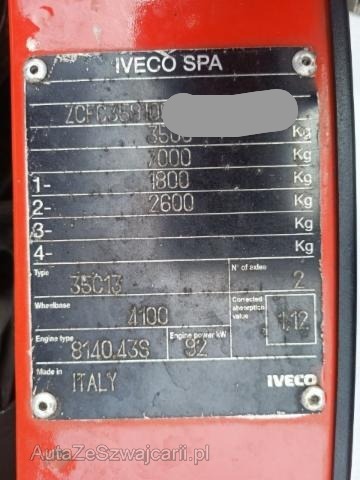 IVECO SPA
ZCFC358100
3500 Kg
7000 Kg
1- 1800 Kg
2- 2600 Kg
3- Kg
4- Kg
Type 35C13 N° of axles 2
Wheelbase 4100 Corrected absorption value 1.12
Engine type 8140.43S Engine power kW 92
Made in ITALY IVECO
AutaZeSzwajcarii.pl